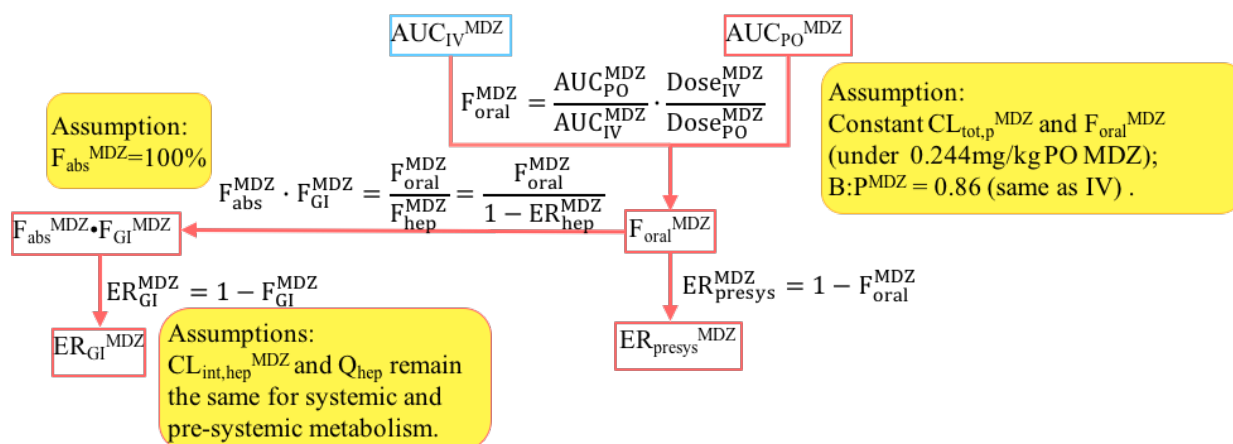 AUC_IV^MDZ
AUC_PO^MDZ
F_oral^MDZ = AUC_PO^MDZ / AUC_IV^MDZ · Dose_IV^MDZ / Dose_PO^MDZ
Assumption:
F_abs^MDZ=100%
Assumption:
Constant CL_tot,p^MDZ and F_oral^MDZ
(under 0.244mg/kg PO MDZ);
B:P^MDZ = 0.86 (same as IV) .
F_abs^MDZ · F_GI^MDZ = F_oral^MDZ / F_hep^MDZ = F_oral^MDZ / 1 − ER_hep^MDZ
F_abs^MDZ•F_GI^MDZ
F_oral^MDZ
ER_GI^MDZ = 1 − F_GI^MDZ
ER_presys^MDZ = 1 − F_oral^MDZ
ER_GI^MDZ
Assumptions:
CL_int,hep^MDZ and Q_hep remain
the same for systemic and
pre-systemic metabolism.
ER_presys^MDZ